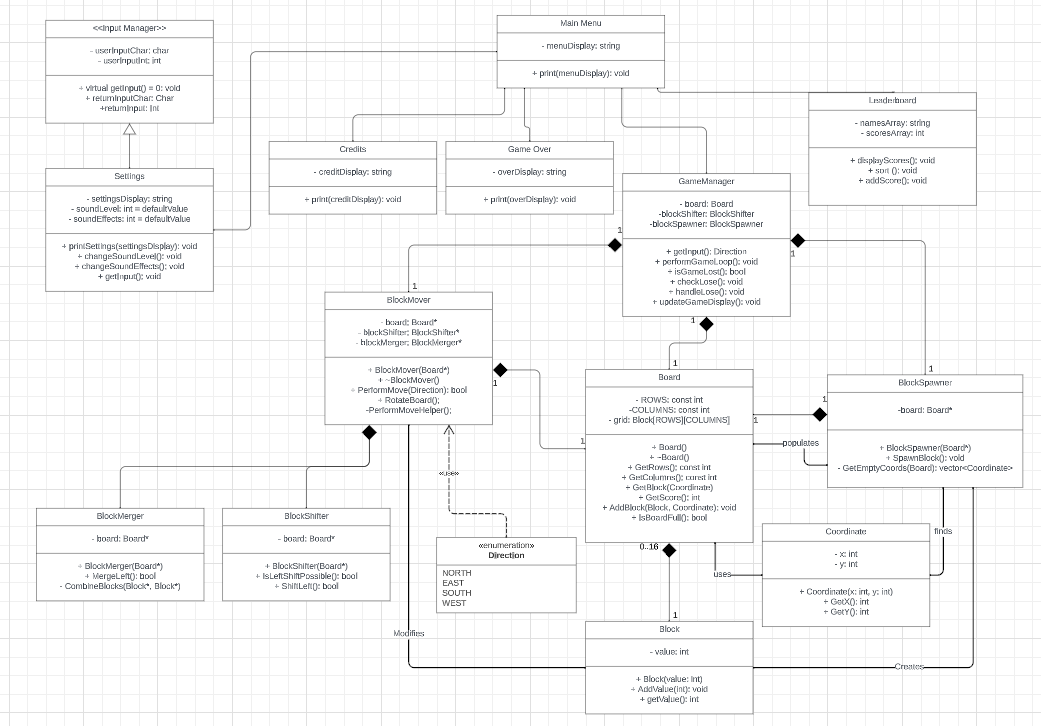 <<Input Manager>>
- userInputChar: char
- userInputInt: int
+ virtual getInput() = 0: void
+ returnInputChar: Char
+returnInput: Int
Main Menu
- menuDisplay: string
+ print(menuDisplay): void
Leaderboard
- namesArray: string
- scoresArray: int
+ displayScores(): void
+ sort (): void
+ addScore(): void
Credits
- creditDisplay: string
+ print(creditDisplay): void
Game Over
- overDisplay: string
+ print(overDisplay): void
Settings
- settingsDisplay: string
- soundLevel: int = defaultValue
- soundEffects: int = defaultValue
+ printSettings(settingsDisplay): void
+ changeSoundLevel(): void
+ changeSoundEffects(): void
+ getInput(): void
GameManager
- board: Board
-blockShifter: BlockShifter
-blockSpawner: BlockSpawner
+ getInput(): Direction
+ performGameLoop(): void
+ isGameLost(): bool
+ checkLose(): void
+ handleLose(): void
+ updateGameDisplay(): void
1
1
1
1
1
1
BlockMover
- board: Board*
- blockShifter: BlockShifter*
- blockMerger: BlockMerger*
+ BlockMover(Board*)
+ ~BlockMover()
+ PerformMove(Direction): bool
+ RotateBoard();
-PerformMoveHelper();
1
1
Board
- ROWS: const int
-COLUMNS: const int
- grid: Block[ROWS][COLUMNS]
+ Board()
+ ~Board()
+ GetRows(): const int
+ GetColumns(): const int
+ GetBlock(Coordinate)
+ GetScore(): int
+ AddBlock(Block, Coordinate): void
+ IsBoardFull(): bool
1
1
populates
BlockSpawner
-board: Board*
+ BlockSpawner(Board*)
+ SpawnBlock(): void
- GetEmptyCoords(Board): vector<Coordinate>
«use»
BlockMerger
- board: Board*
+ BlockMerger(Board*)
+ MergeLeft(): bool
- CombineBlocks(Block*, Block*)
BlockShifter
- board: Board*
+ BlockShifter(Board*)
+ IsLeftShiftPossible(): bool
+ ShiftLeft(): bool
«enumeration»
Direction
NORTH
EAST
SOUTH
WEST
0..16
1
uses
Coordinate
- x: int
- y: int
+ Coordinate(x: int, y: int)
+ GetX(): int
+ GetY(): int
finds
Modifies
Block
- value: int
+ Block(value: int)
+ AddValue(int): void
+ getValue(): int
Creates